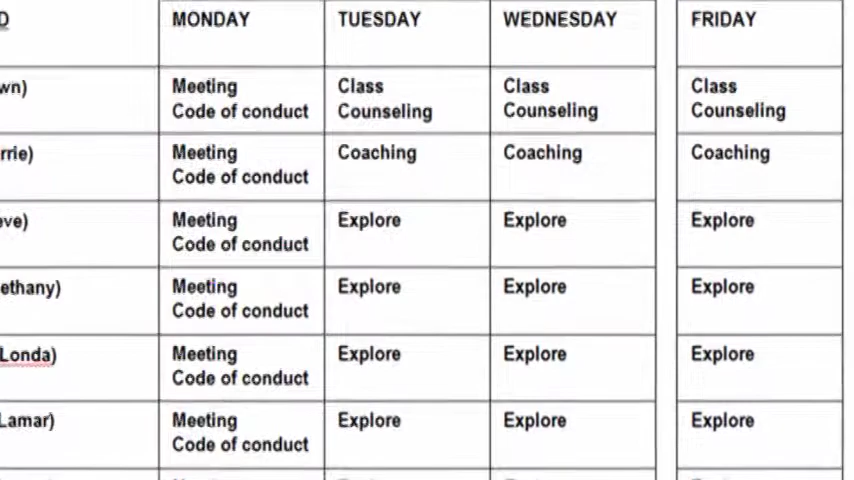 D MONDAY TUESDAY WEDNESDAY FRIDAY
wn) Meeting Class Class Class
Code of conduct Counseling Counseling Counseling
rrie) Meeting Coaching Coaching Coaching
Code of conduct
eve) Meeting Explore Explore Explore
Code of conduct
ethany) Meeting Explore Explore Explore
Code of conduct
Londa) Meeting Explore Explore Explore
Code of conduct
Lamar) Meeting Explore Explore Explore
Code of conduct